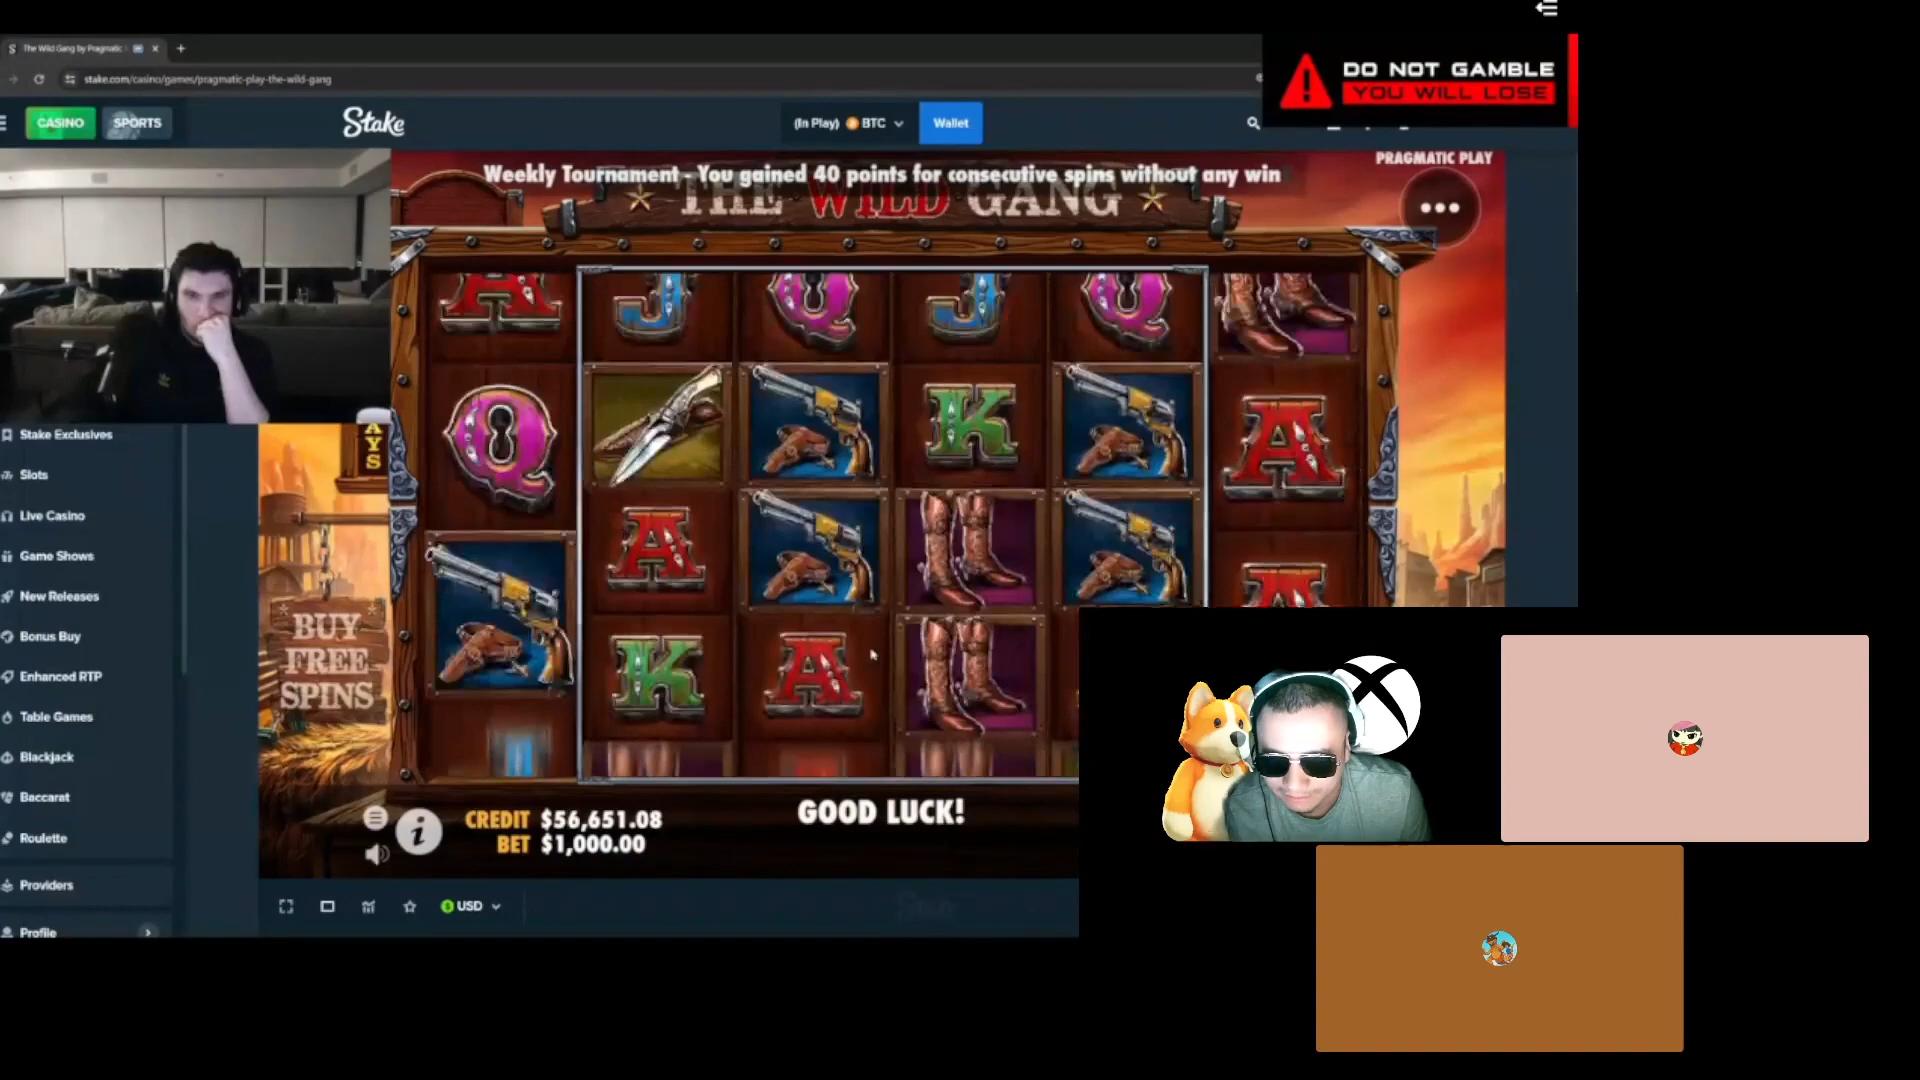 The Wild Gang by Pragmatic
stake.com/casino/games/pragmatic-play-the-wild-gang
DO NOT GAMBLE
YOU WILL LOSE
CASINO
SPORTS
Stake
(In Play) BTC
Wallet
PRAGMATIC PLAY
Weekly Tournament - You gained 40 points for consecutive spins without any win
THE WILD GANG
A J Q J Q
Q K A
A A
K A
AYS
Stake Exclusives
Slots
Live Casino
Game Shows
New Releases
Bonus Buy
Enhanced RTP
Table Games
Blackjack
Baccarat
Roulette
Providers
Profile
BUY
FREE
SPINS
CREDIT $56,651.08
BET $1,000.00
GOOD LUCK!
USD